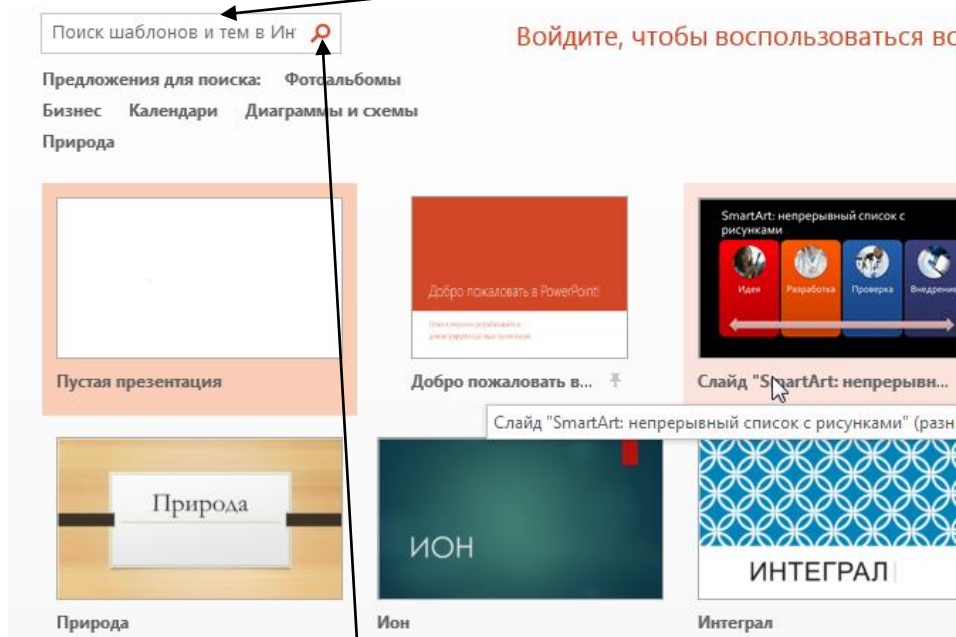 Поиск шаблонов и тем в Инт
Войдите, чтобы воспользоваться вс
Предложения для поиска: Фотоальбомы
Бизнес Календари Диаграммы и схемы
Природа
Добро пожаловать в PowerPoint!
SmartArt: непрерывный список с
рисунками
Идея Разработка Проверка Внедрение
Пустая презентация
Добро пожаловать в...
Слайд "SmartArt: непрерывн...
Слайд "SmartArt: непрерывный список с рисунками" (разн
Природа
ИОН
ИНТЕГРАЛ
Природа
Ион
Интеграл